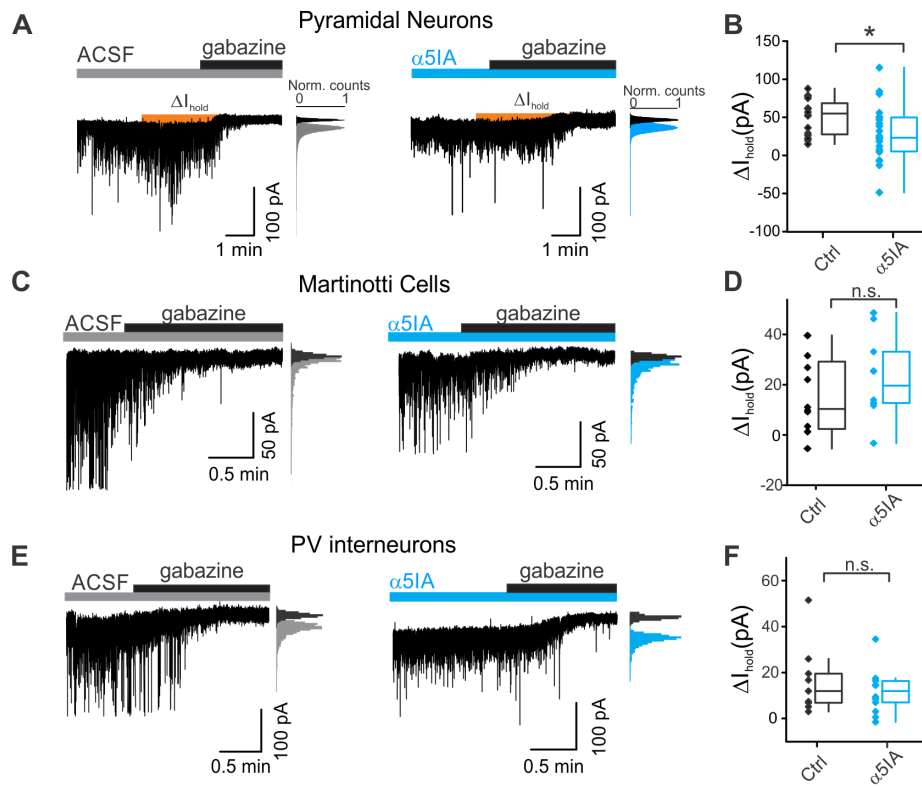 A
Pyramidal Neurons
B
ACSF
gabazine
α5IA
gabazine
Norm. counts
0 1
Norm. counts
0 1
ΔIhold
ΔIhold
100 pA
1 min
100 pA
1 min
*
150
100
50
0
-50
-100
ΔIhold(pA)
Ctrl
α5IA
C
Martinotti Cells
D
ACSF
gabazine
α5IA
gabazine
50 pA
0.5 min
50 pA
0.5 min
n.s.
40
20
0
-20
ΔIhold(pA)
Ctrl
α5IA
E
PV interneurons
F
ACSF
gabazine
α5IA
gabazine
100 pA
0.5 min
100 pA
0.5 min
n.s.
60
40
20
0
ΔIhold(pA)
Ctrl
α5IA